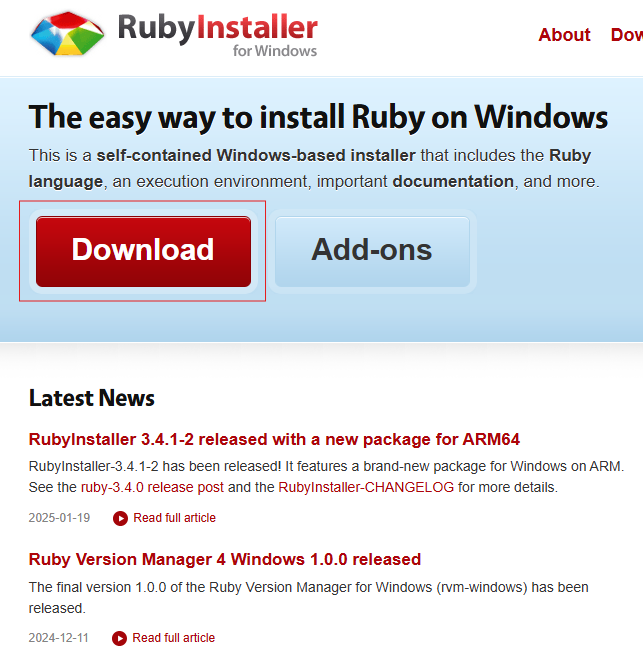 RubyInstaller
for Windows
About
The easy way to install Ruby on Windows
This is a self-contained Windows-based installer that includes the Ruby
language, an execution environment, important documentation, and more.
Download Add-ons
Latest News
RubyInstaller 3.4.1-2 released with a new package for ARM64
RubyInstaller-3.4.1-2 has been released! It features a brand-new package for Windows on ARM.
See the ruby-3.4.0 release post and the RubyInstaller-CHANGELOG for more details.
2025-01-19 Read full article
Ruby Version Manager 4 Windows 1.0.0 released
The final version 1.0.0 of the Ruby Version Manager for Windows (rvm-windows) has been
released.
2024-12-11 Read full article